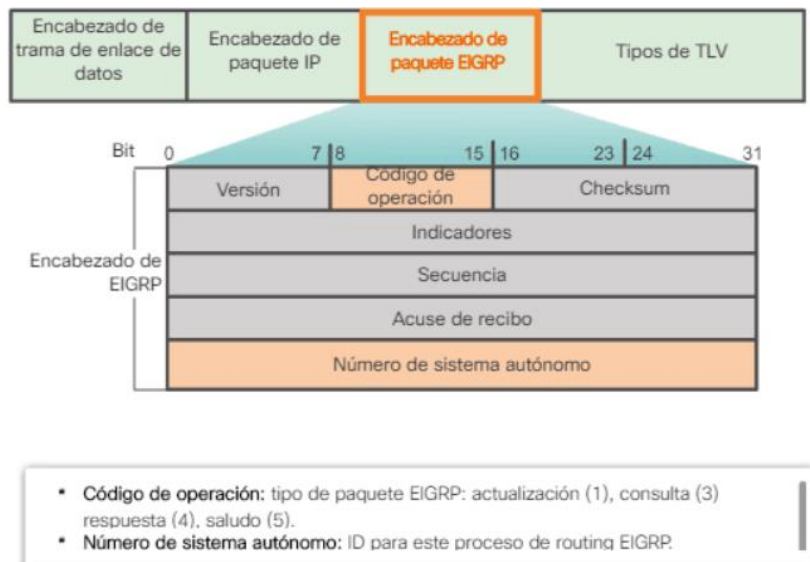 Encabezado de
trama de enlace de
datos
Encabezado de
paquete IP
Encabezado de
paquete EIGRP
Tipos de TLV
Bit 0 7 8 15 16 23 24 31
Versión
Código de
operación
Checksum
Indicadores
Encabezado de
EIGRP
Secuencia
Acuse de recibo
Número de sistema autónomo
• Código de operación: tipo de paquete EIGRP: actualización (1), consulta (3)
respuesta (4), saludo (5).
• Número de sistema autónomo: ID para este proceso de routing EIGRP.